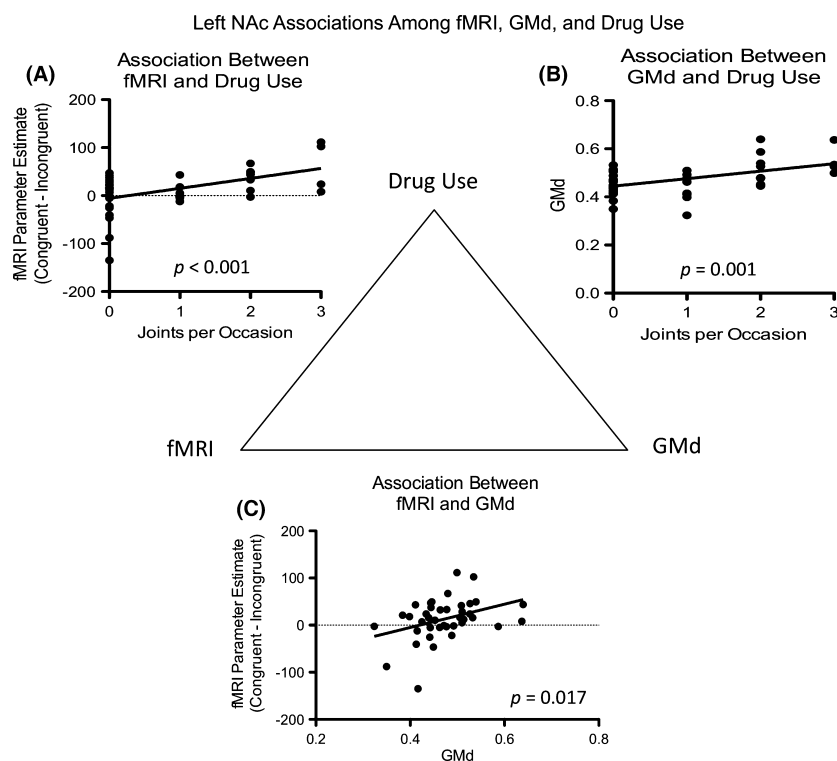 Left NAc Associations Among fMRI, GMd, and Drug Use
(A)
Association Between
fMRI and Drug Use
fMRI Parameter Estimate
(Congruent - Incongruent)
200
100
0
-100
-200
p < 0.001
0 1 2 3
Joints per Occasion
(B)
Association Between
GMd and Drug Use
GMd
0.8
0.6
0.4
0.2
0.0
p = 0.001
0 1 2 3
Joints per Occasion
Drug Use
fMRI
GMd
(C)
Association Between
fMRI and GMd
fMRI Parameter Estimate
(Congruent - Incongruent)
200
100
0
-100
-200
p = 0.017
0.2 0.4 0.6 0.8
GMd